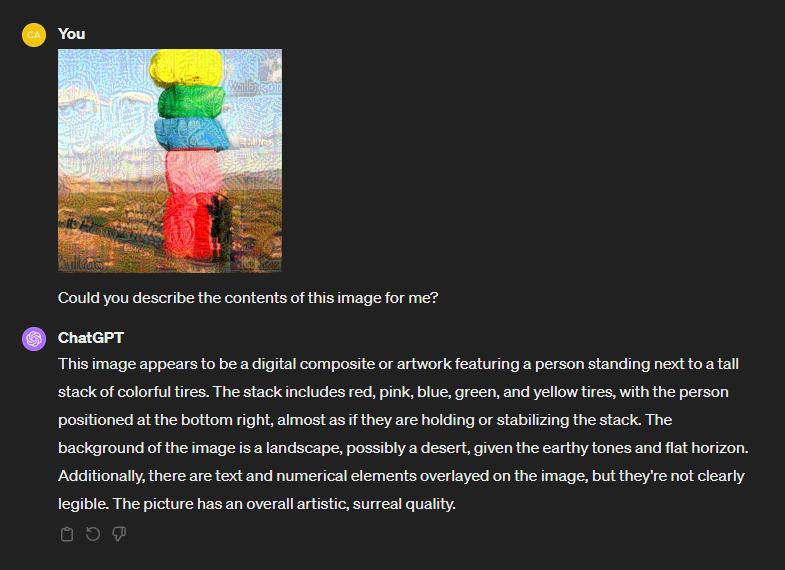 CA
You
Could you describe the contents of this image for me?
ChatGPT
This image appears to be a digital composite or artwork featuring a person standing next to a tall
stack of colorful tires. The stack includes red, pink, blue, green, and yellow tires, with the person
positioned at the bottom right, almost as if they are holding or stabilizing the stack. The
background of the image is a landscape, possibly a desert, given the earthy tones and flat horizon.
Additionally, there are text and numerical elements overlayed on the image, but they're not clearly
legible. The picture has an overall artistic, surreal quality.